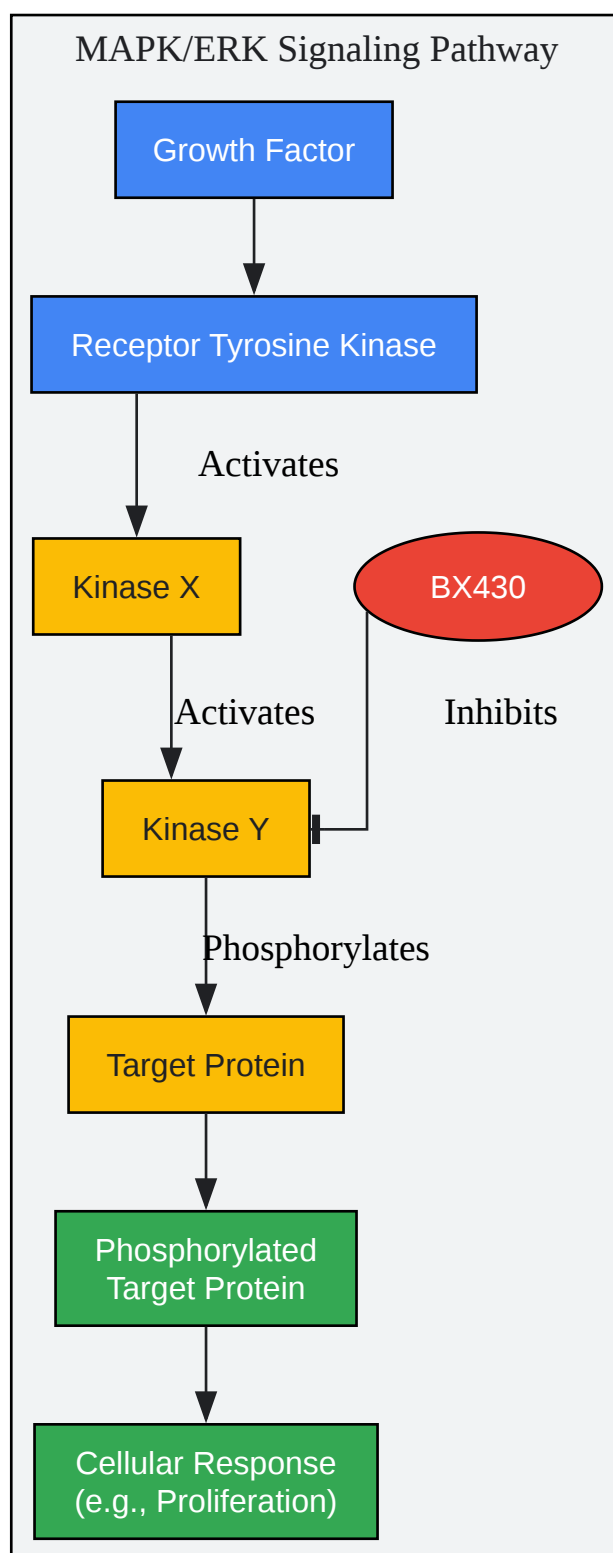 MAPK/ERK Signaling Pathway
Growth Factor
Receptor Tyrosine Kinase
Activates
Kinase X
BX430
Activates
Inhibits
Kinase Y
Phosphorylates
Target Protein
Phosphorylated
Target Protein
Cellular Response
(e.g., Proliferation)